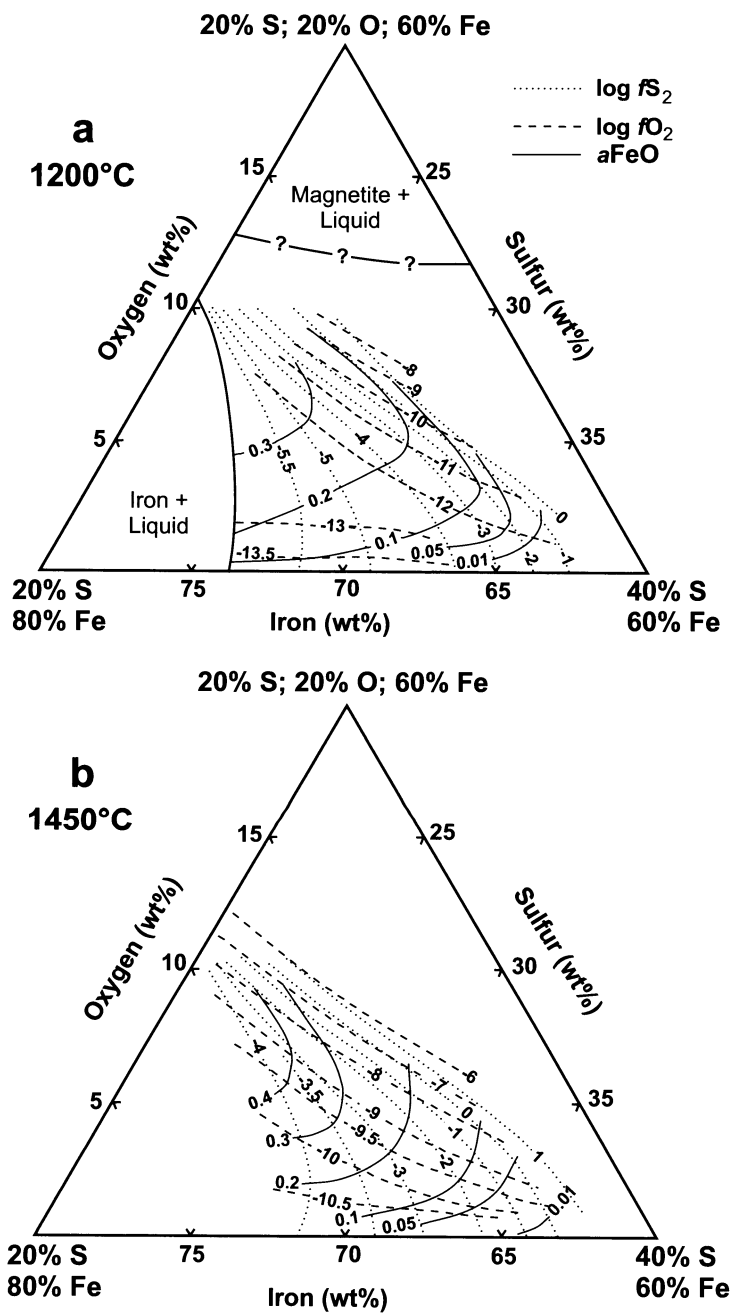 20% S; 20% O; 60% Fe
log fS₂
log fO₂
aFeO
a
1200°C
15
25
Magnetite +
Liquid
? ? ?
Oxygen (wt%)
Sulfur (wt%)
10
30
-8
-9
-10
5
35
0.3
-5.5
-5
-4
-11
0.2
-12
0
Iron +
Liquid
-13
-3
0.1
0.05
0.01
-2
-1
-13.5
20% S
80% Fe
75
70
65
40% S
60% Fe
Iron (wt%)
20% S; 20% O; 60% Fe
b
1450°C
15
25
Oxygen (wt%)
Sulfur (wt%)
10
30
-4
-6
-8
-7
0.4
-3.5
5
35
-9
0
-1
0.3
-9.5
-10
-3
-2
1
0.2
-10.5
0.1
0.05
0.01
20% S
80% Fe
75
70
65
40% S
60% Fe
Iron (wt%)